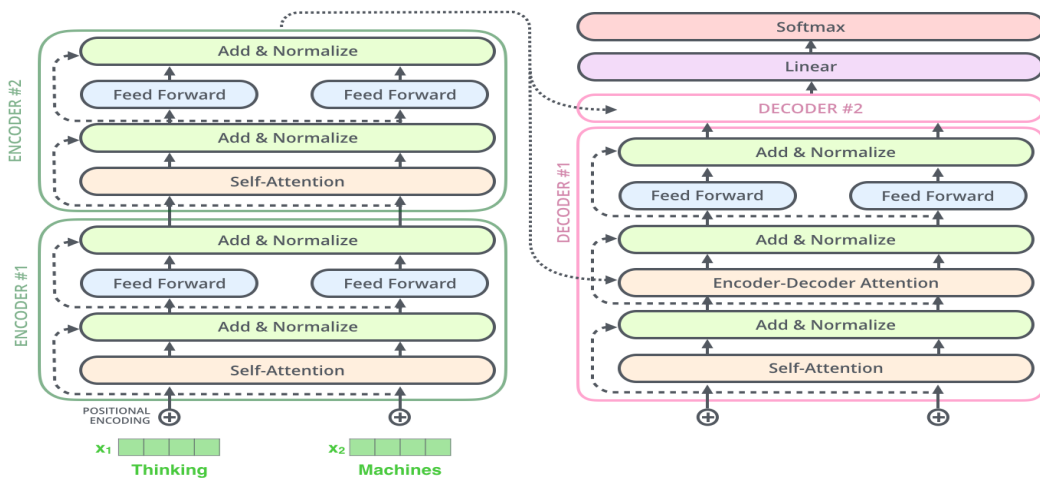 ENCODER #2
Add & Normalize
Feed Forward
Feed Forward
Add & Normalize
Self-Attention
ENCODER #1
Add & Normalize
Feed Forward
Feed Forward
Add & Normalize
Self-Attention
POSITIONAL
ENCODING
x₁
x₂
Thinking
Machines
Softmax
Linear
DECODER #2
DECODER #1
Add & Normalize
Feed Forward
Feed Forward
Add & Normalize
Encoder-Decoder Attention
Add & Normalize
Self-Attention